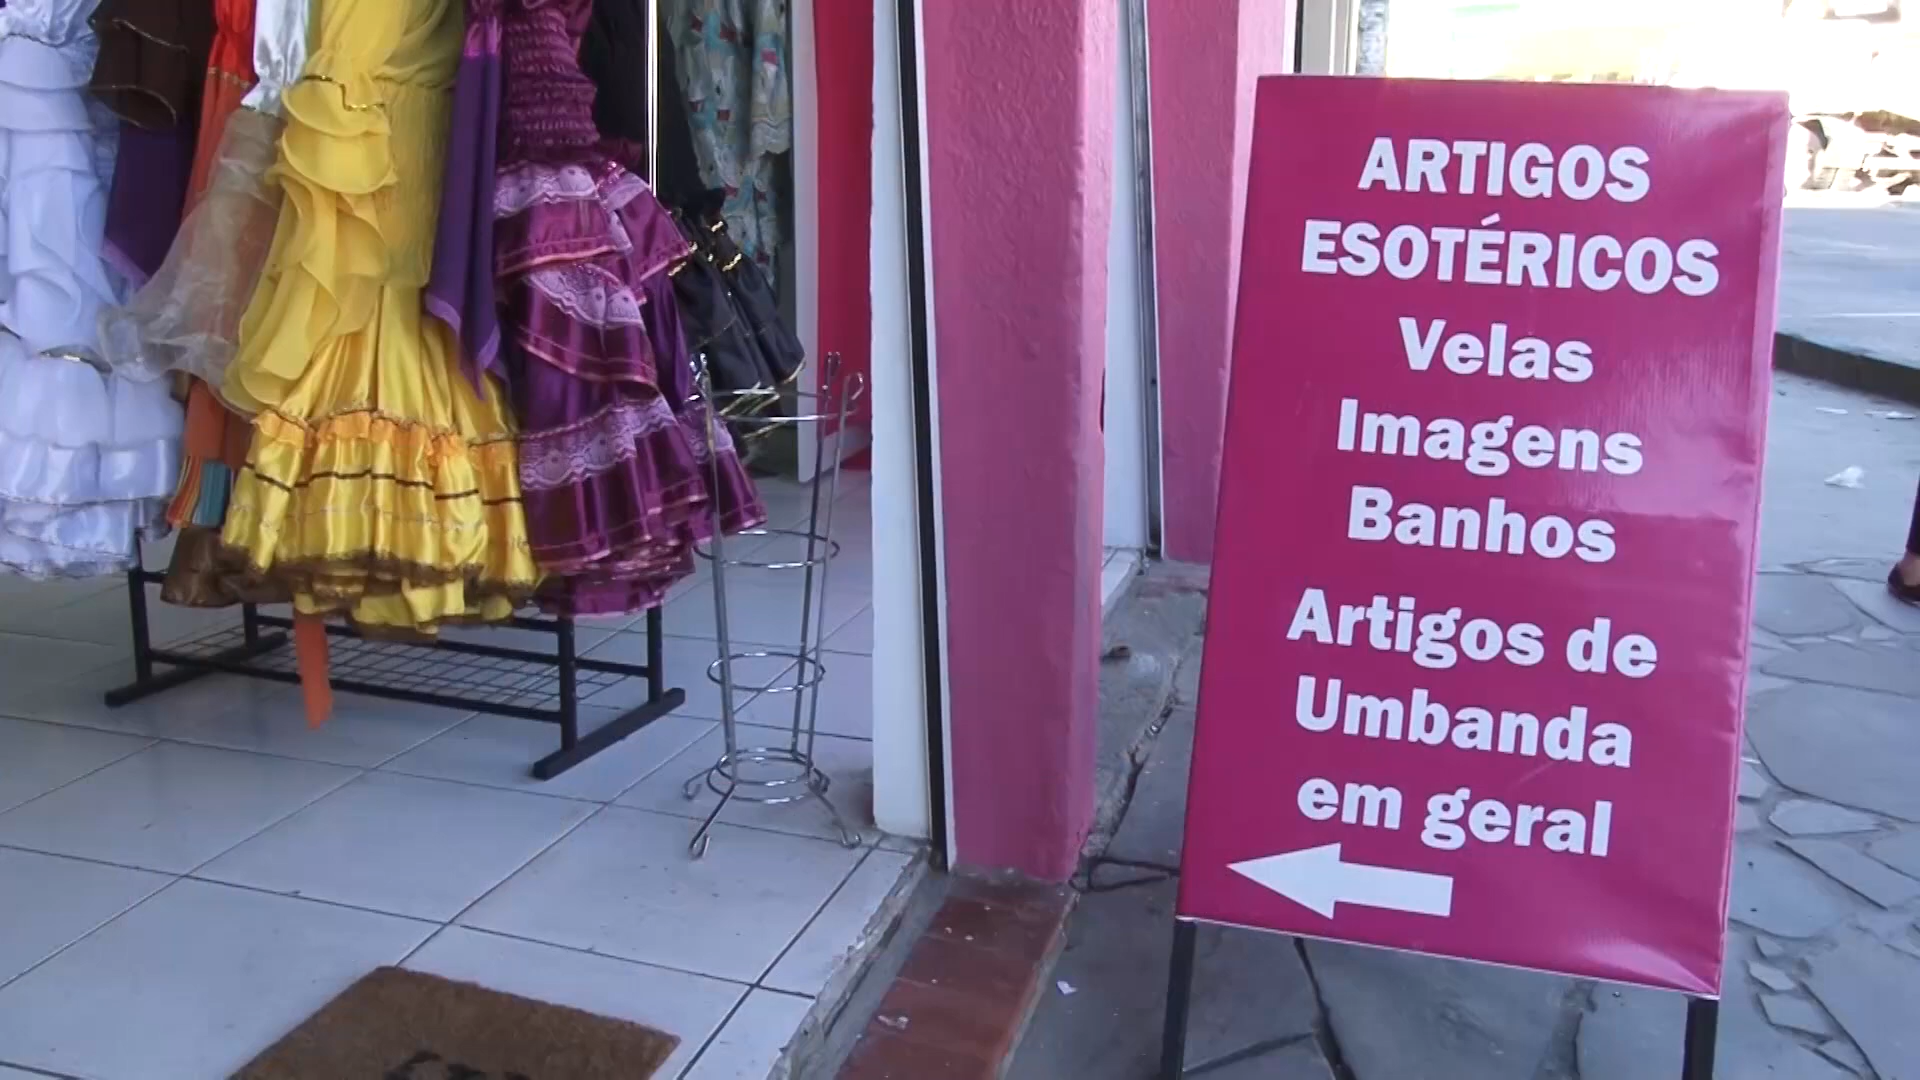 ARTIGOS
ESOTÉRICOS
Velas
Imagens
Banhos
Artigos de
Umbanda
em geral